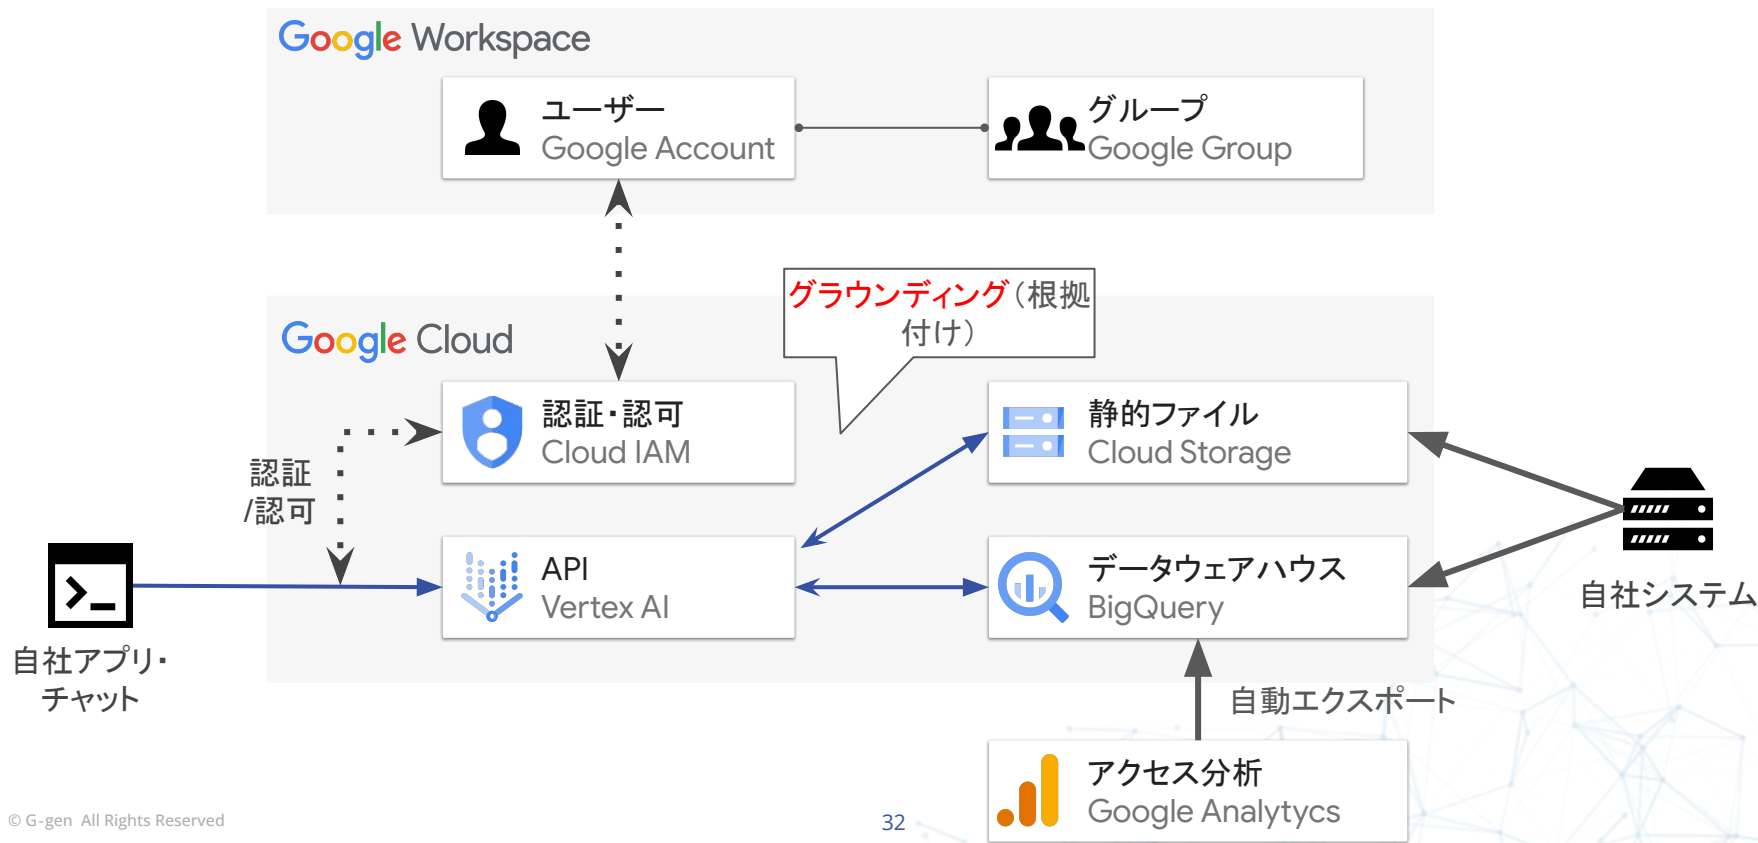 Google Workspace
ユーザー
Google Account
グループ
Google Group
グラウンディング（根拠
付け）
Google Cloud
認証・認可
Cloud IAM
静的ファイル
Cloud Storage
認証
/認可
API
Vertex AI
データウェアハウス
BigQuery
自社システム
自社アプリ・
チャット
自動エクスポート
アクセス分析
Google Analytycs
© G-gen All Rights Reserved
32